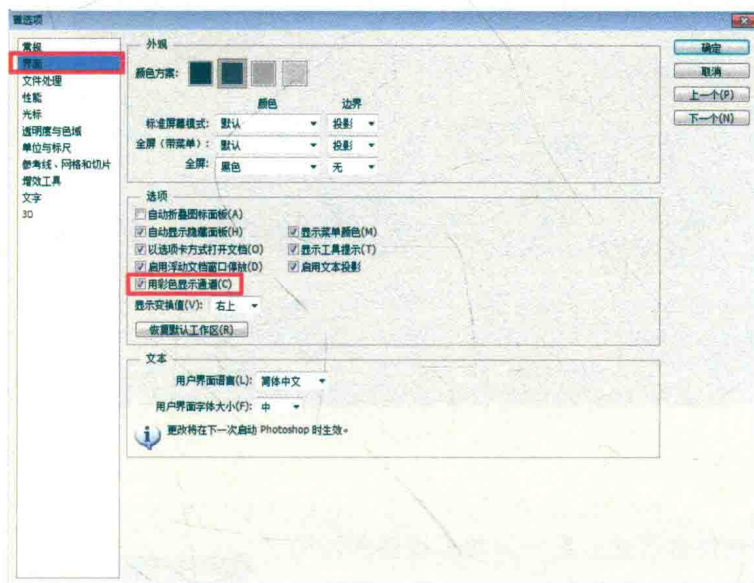 首选项
常规
界面
文件处理
性能
光标
透明度与色域
单位与标尺
参考线、网格和切片
增效工具
文字
3D
外观
颜色方案:
颜色 边界
标准屏幕模式: 默认 投影
全屏（带菜单）: 默认 投影
全屏: 黑色 无
选项
自动折叠图标面板(A)
自动显示隐藏面板(H) 显示菜单颜色(M)
以选项卡方式打开文档(O) 显示工具提示(T)
启用浮动文档窗口停放(D) 启用文本投影
用彩色显示通道(C)
显示变换值(V): 右上
恢复默认工作区(R)
文本
用户界面语言(L): 简体中文
用户界面字体大小(F): 中
更改将在下一次启动 Photoshop 时生效。
确定
取消
上一个(P)
下一个(N)